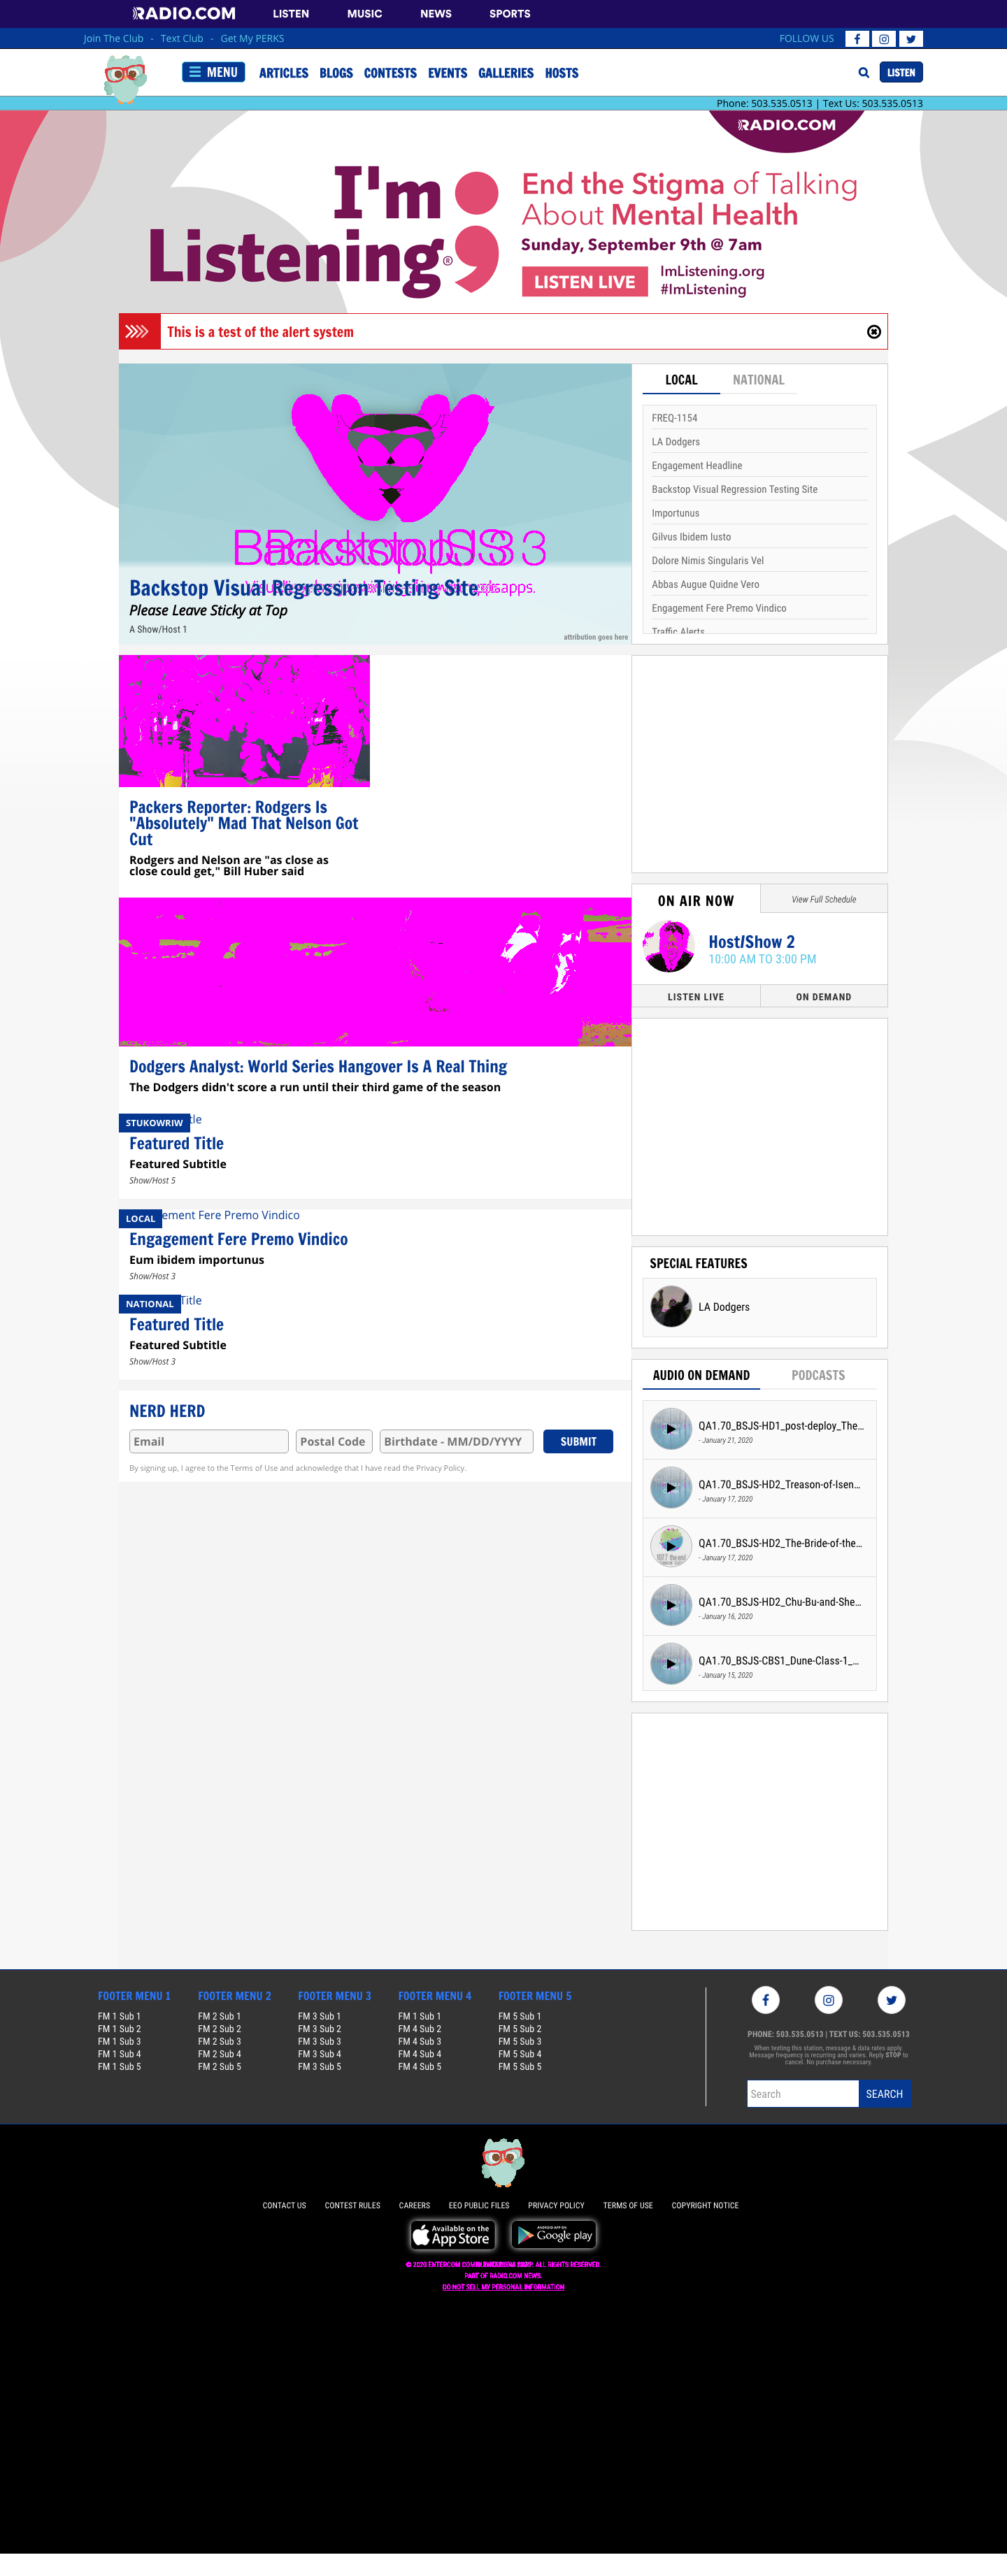 RADIO.COM LISTEN MUSIC NEWS SPORTS
Join The Club - Text Club - Get My PERKS FOLLOW US
MENU ARTICLES BLOGS CONTESTS EVENTS GALLERIES HOSTS LISTEN
Phone: 503.535.0513 | Text Us: 503.535.0513
RADIO.COM
I'm
Listening®
End the Stigma of Talking
About Mental Health
Sunday, September 9th @ 7am
LISTEN LIVE
ImListening.org
#ImListening
This is a test of the alert system
Backstop Visual Regression Testing Site
Please Leave Sticky at Top
A Show/Host 1
attribution goes here
LOCAL NATIONAL
FREQ-1154
LA Dodgers
Engagement Headline
Backstop Visual Regression Testing Site
Importunus
Gilvus Ibidem Iusto
Dolore Nimis Singularis Vel
Abbas Augue Quidne Vero
Engagement Fere Premo Vindico
Traffic Alerts
Packers Reporter: Rodgers Is
"Absolutely" Mad That Nelson Got
Cut
Rodgers and Nelson are "as close as
close could get," Bill Huber said
ON AIR NOW View Full Schedule
Host/Show 2
10:00 AM TO 3:00 PM
LISTEN LIVE ON DEMAND
Dodgers Analyst: World Series Hangover Is A Real Thing
The Dodgers didn't score a run until their third game of the season
STUKOWRIW tle
Featured Title
Featured Subtitle
Show/Host 5
LOCAL ement Fere Premo Vindico
Engagement Fere Premo Vindico
Eum ibidem importunus
Show/Host 3
NATIONAL Title
Featured Title
Featured Subtitle
Show/Host 3
SPECIAL FEATURES
LA Dodgers
NERD HERD
Email Postal Code Birthdate - MM/DD/YYYY SUBMIT
By signing up, I agree to the Terms of Use and acknowledge that I have read the Privacy Policy.
AUDIO ON DEMAND PODCASTS
QA1.70_BSJS-HD1_post-deploy_The...
- January 21, 2020
QA1.70_BSJS-HD2_Treason-of-Isen...
- January 17, 2020
QA1.70_BSJS-HD2_The-Bride-of-the...
- January 17, 2020
QA1.70_BSJS-HD2_Chu-Bu-and-She...
- January 16, 2020
QA1.70_BSJS-CBS1_Dune-Class-1_...
- January 15, 2020
FOOTER MENU 1
FM 1 Sub 1
FM 1 Sub 2
FM 1 Sub 3
FM 1 Sub 4
FM 1 Sub 5
FOOTER MENU 2
FM 2 Sub 1
FM 2 Sub 2
FM 2 Sub 3
FM 2 Sub 4
FM 2 Sub 5
FOOTER MENU 3
FM 3 Sub 1
FM 3 Sub 2
FM 3 Sub 3
FM 3 Sub 4
FM 3 Sub 5
FOOTER MENU 4
FM 1 Sub 1
FM 4 Sub 2
FM 4 Sub 3
FM 4 Sub 4
FM 4 Sub 5
FOOTER MENU 5
FM 5 Sub 1
FM 5 Sub 2
FM 5 Sub 3
FM 5 Sub 4
FM 5 Sub 5
PHONE: 503.535.0513 | TEXT US: 503.535.0513
When texting this station, message & data rates apply.
Message frequency is recurring and varies. Reply STOP to
cancel. No purchase necessary.
Search SEARCH
CONTACT US CONTEST RULES CAREERS EEO PUBLIC FILES PRIVACY POLICY TERMS OF USE COPYRIGHT NOTICE
Available on the
App Store
ANDROID APP ON
Google play
© 2020 ENTERCOM ALL RIGHTS RESERVED.
PART OF RADIO.COM NEWS.
DO NOT SELL MY PERSONAL INFORMATION